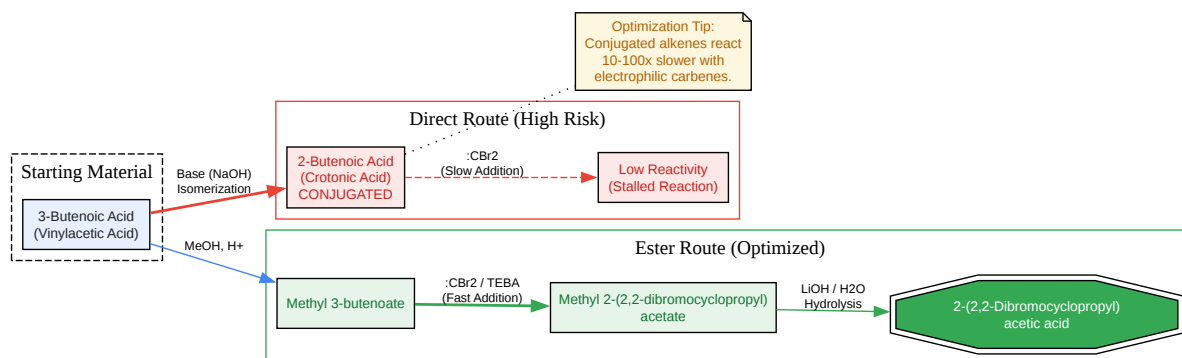 Optimization Tip:
Conjugated alkenes react
10-100x slower with
electrophilic carbenes.
Direct Route (High Risk)
Starting Material
3-Butenoic Acid
(Vinylacetic Acid)
Base (NaOH)
Isomerization
2-Butenoic Acid
(Crotonic Acid)
CONJUGATED
:CBr2
(Slow Addition)
Low Reactivity
(Stalled Reaction)
MeOH, H+
Ester Route (Optimized)
Methyl 3-butenoate
:CBr2 / TEBA
(Fast Addition)
Methyl 2-(2,2-dibromocyclopropyl)
acetate
LiOH / H2O
Hydrolysis
2-(2,2-Dibromocyclopropyl)
acetic acid